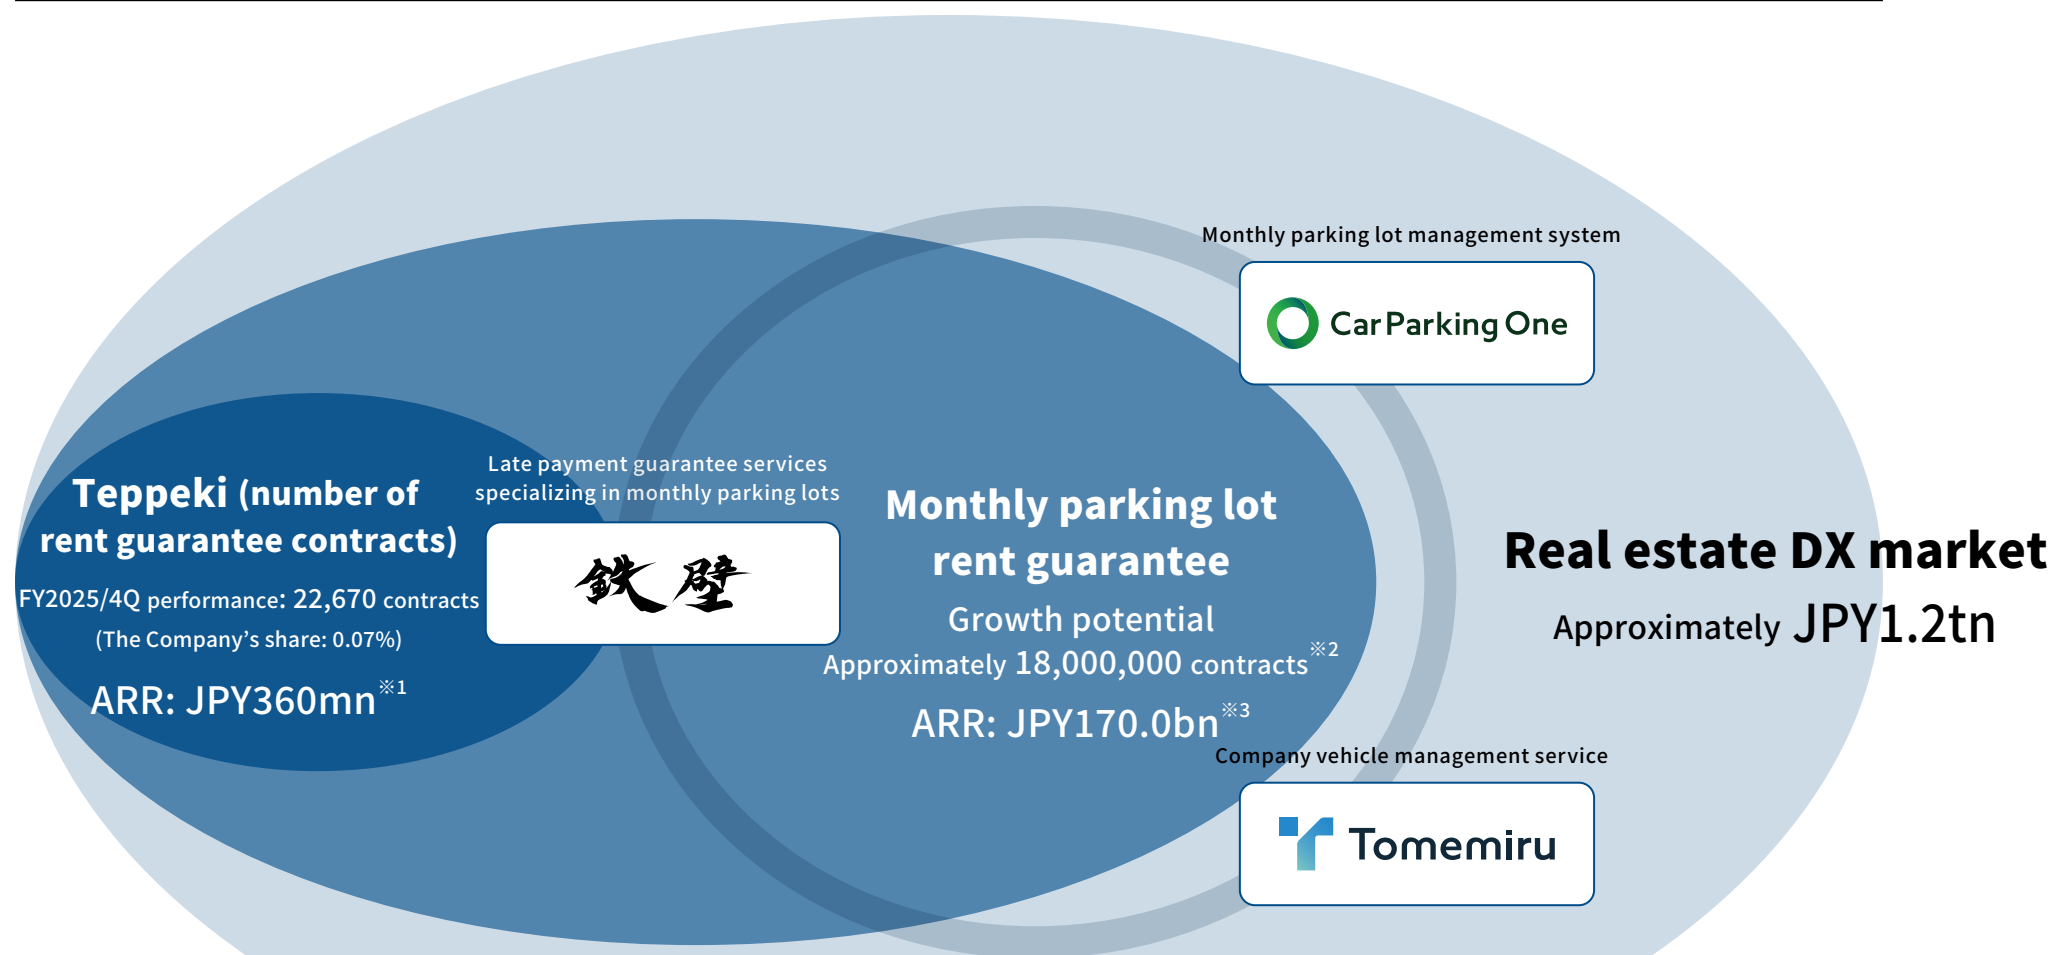 Monthly parking lot management system
CarParking One
Late payment guarantee services
specializing in monthly parking lots
鉄壁
Teppeki (number of
rent guarantee contracts)
FY2025/4Q performance: 22,670 contracts
(The Company's share: 0.07%)
ARR: JPY360mn※1
Monthly parking lot
rent guarantee
Growth potential
Approximately 18,000,000 contracts※2
ARR: JPY170.0bn※3
Real estate DX market
Approximately JPY1.2tn
Company vehicle management service
Tomemiru